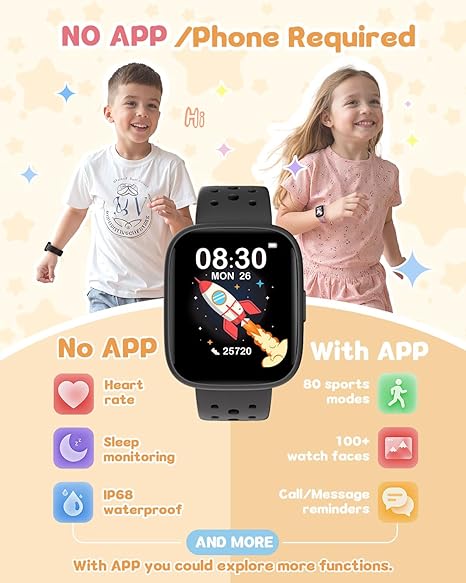 NO APP /Phone Required
Hi
08:30
MON 26
25720
No APP
With APP
Heart
rate
80 sports
modes
Sleep
monitoring
100+
watch faces
IP68
waterproof
Call/Message
reminders
AND MORE
With APP you could explore more functions.